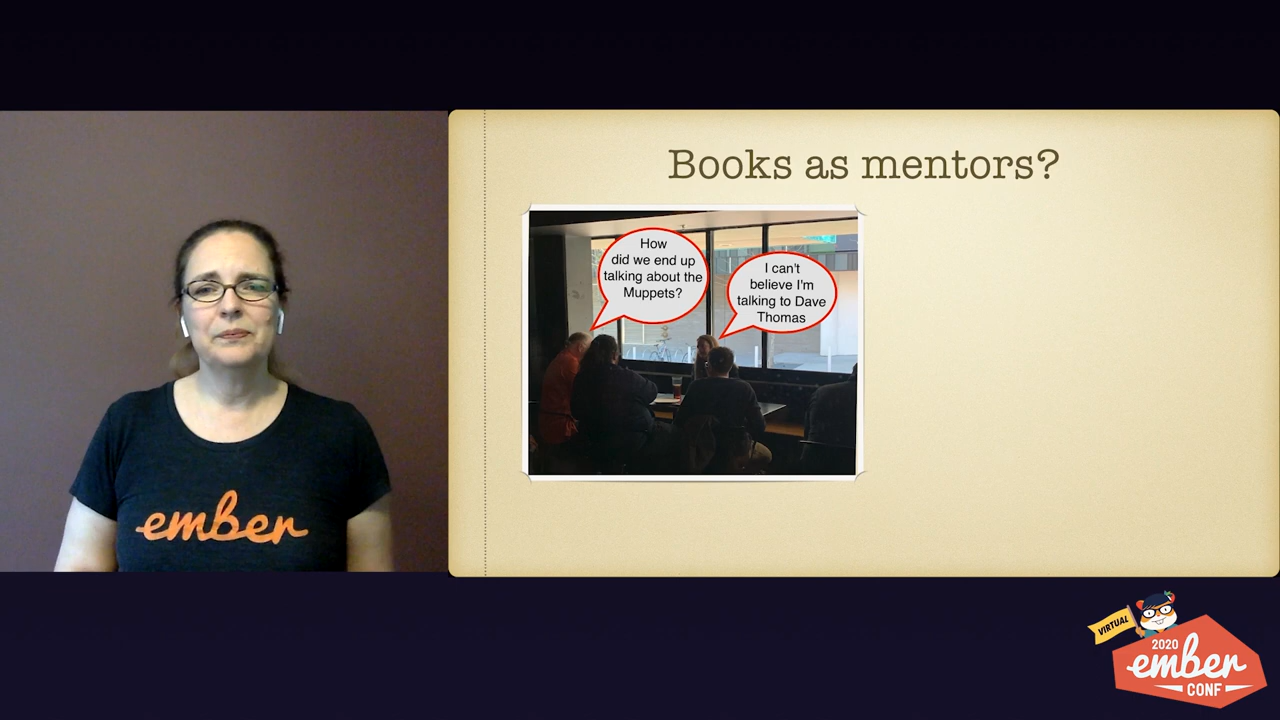 Books as mentors?
How
did we end up
talking about the
Muppets?
I can't
believe I'm
talking to Dave
Thomas
ember
VIRTUAL
2020
ember
CONF